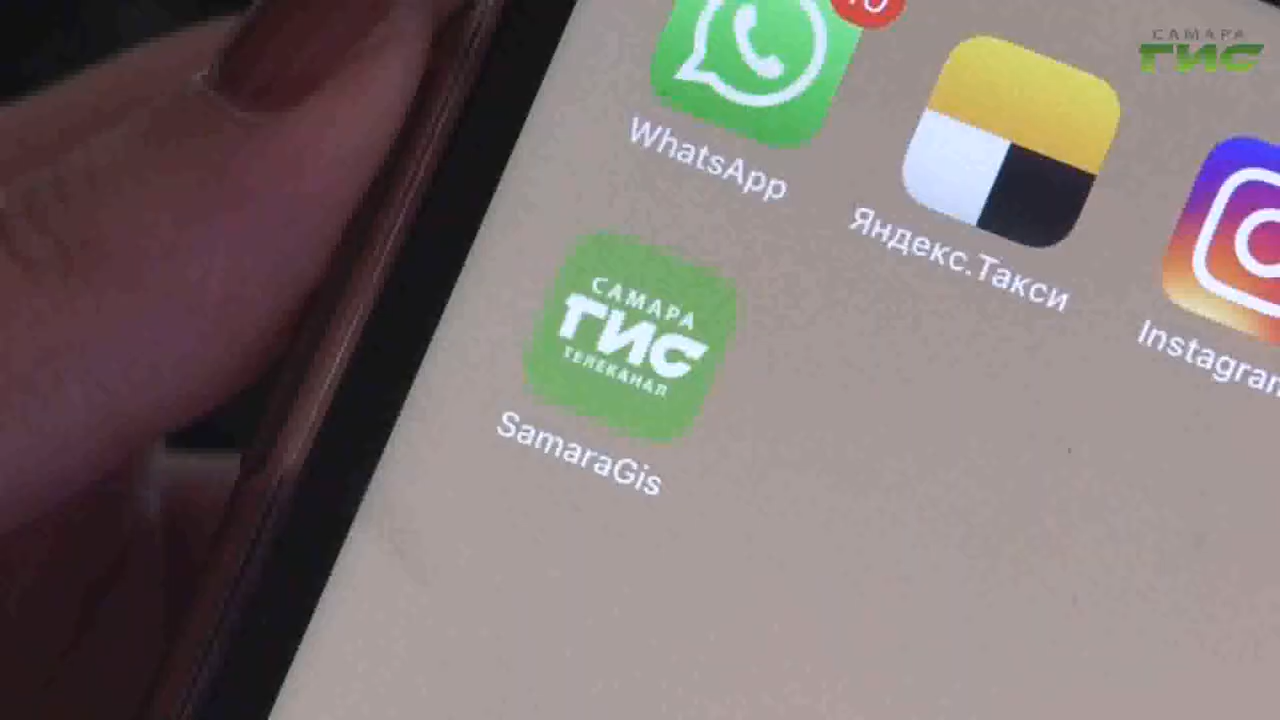 САМАРА
ГИС
WhatsApp
Яндекс.Такси
Instagram
САМАРА
ГИС
ТЕЛЕКАНАЛ
SamaraGis